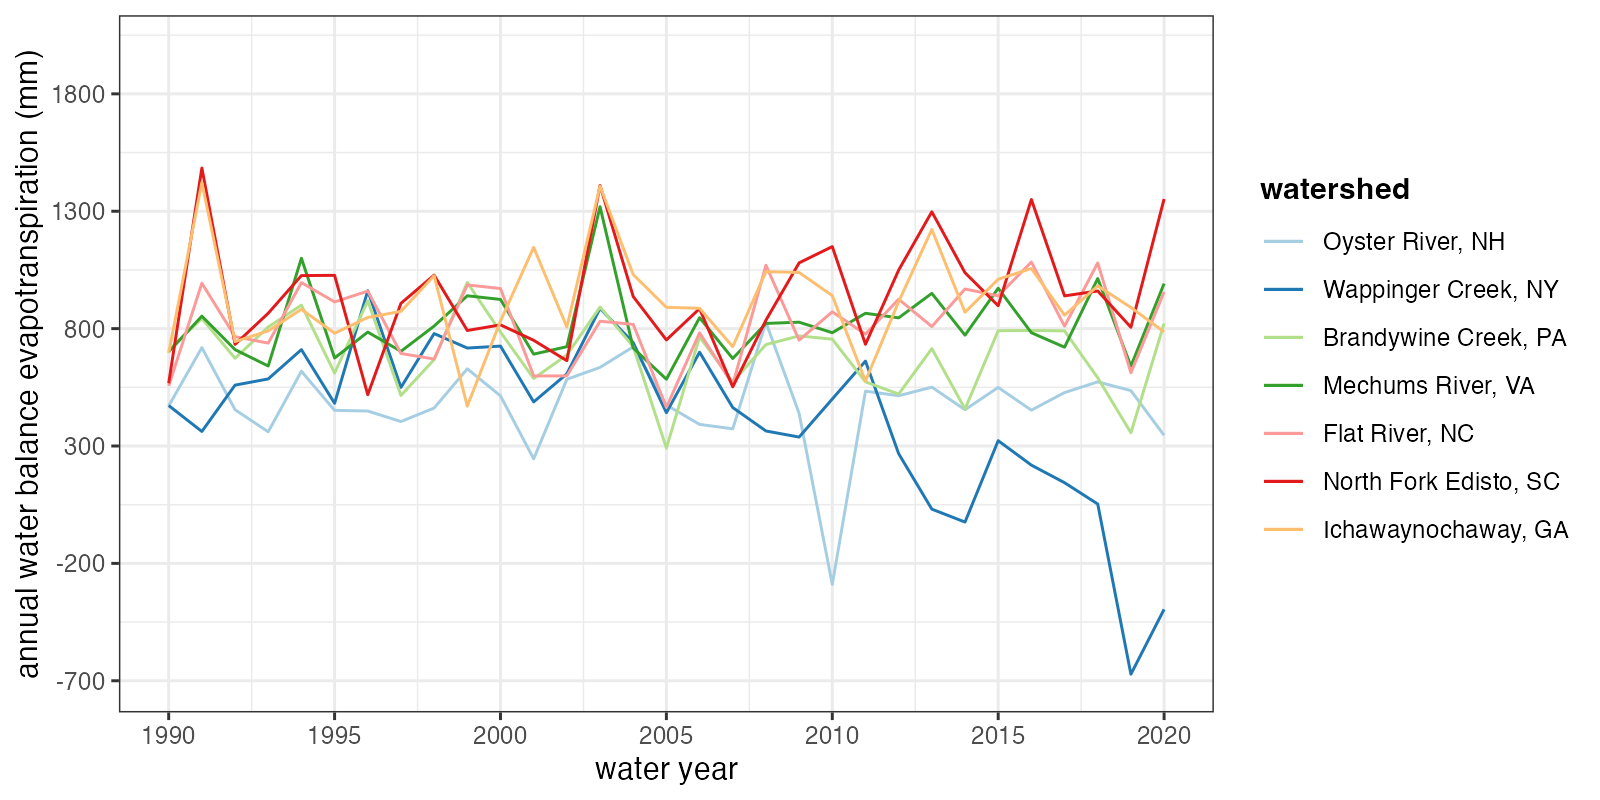 annual water balance evapotranspiration (mm)
1800
1300
800
300
-200
-700
1990 1995 2000 2005 2010 2015 2020
water year
watershed
Oyster River, NH
Wappinger Creek, NY
Brandywine Creek, PA
Mechums River, VA
Flat River, NC
North Fork Edisto, SC
Ichawaynochaway, GA